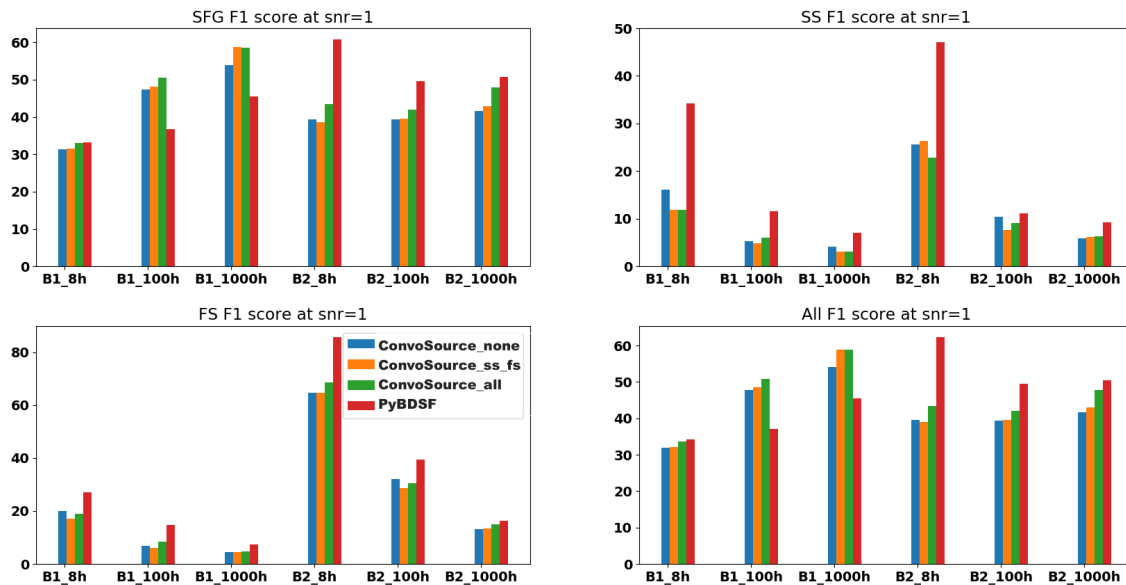 SFG F1 score at snr=1
60
50
40
30
20
10
0
B1_8h B1_100h B1_1000h B2_8h B2_100h B2_1000h
SS F1 score at snr=1
50
40
30
20
10
0
B1_8h B1_100h B1_1000h B2_8h B2_100h B2_1000h
FS F1 score at snr=1
80
60
40
20
0
ConvoSource_none
ConvoSource_ss_fs
ConvoSource_all
PyBDSF
B1_8h B1_100h B1_1000h B2_8h B2_100h B2_1000h
All F1 score at snr=1
60
50
40
30
20
10
0
B1_8h B1_100h B1_1000h B2_8h B2_100h B2_1000h